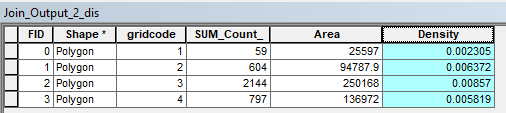 Join_Output_2_dis
FID Shape * gridcode SUM_Count_ Area Density
0 Polygon 1 59 25597 0.002305
1 Polygon 2 604 94787.9 0.006372
2 Polygon 3 2144 250168 0.00857
3 Polygon 4 797 136972 0.005819